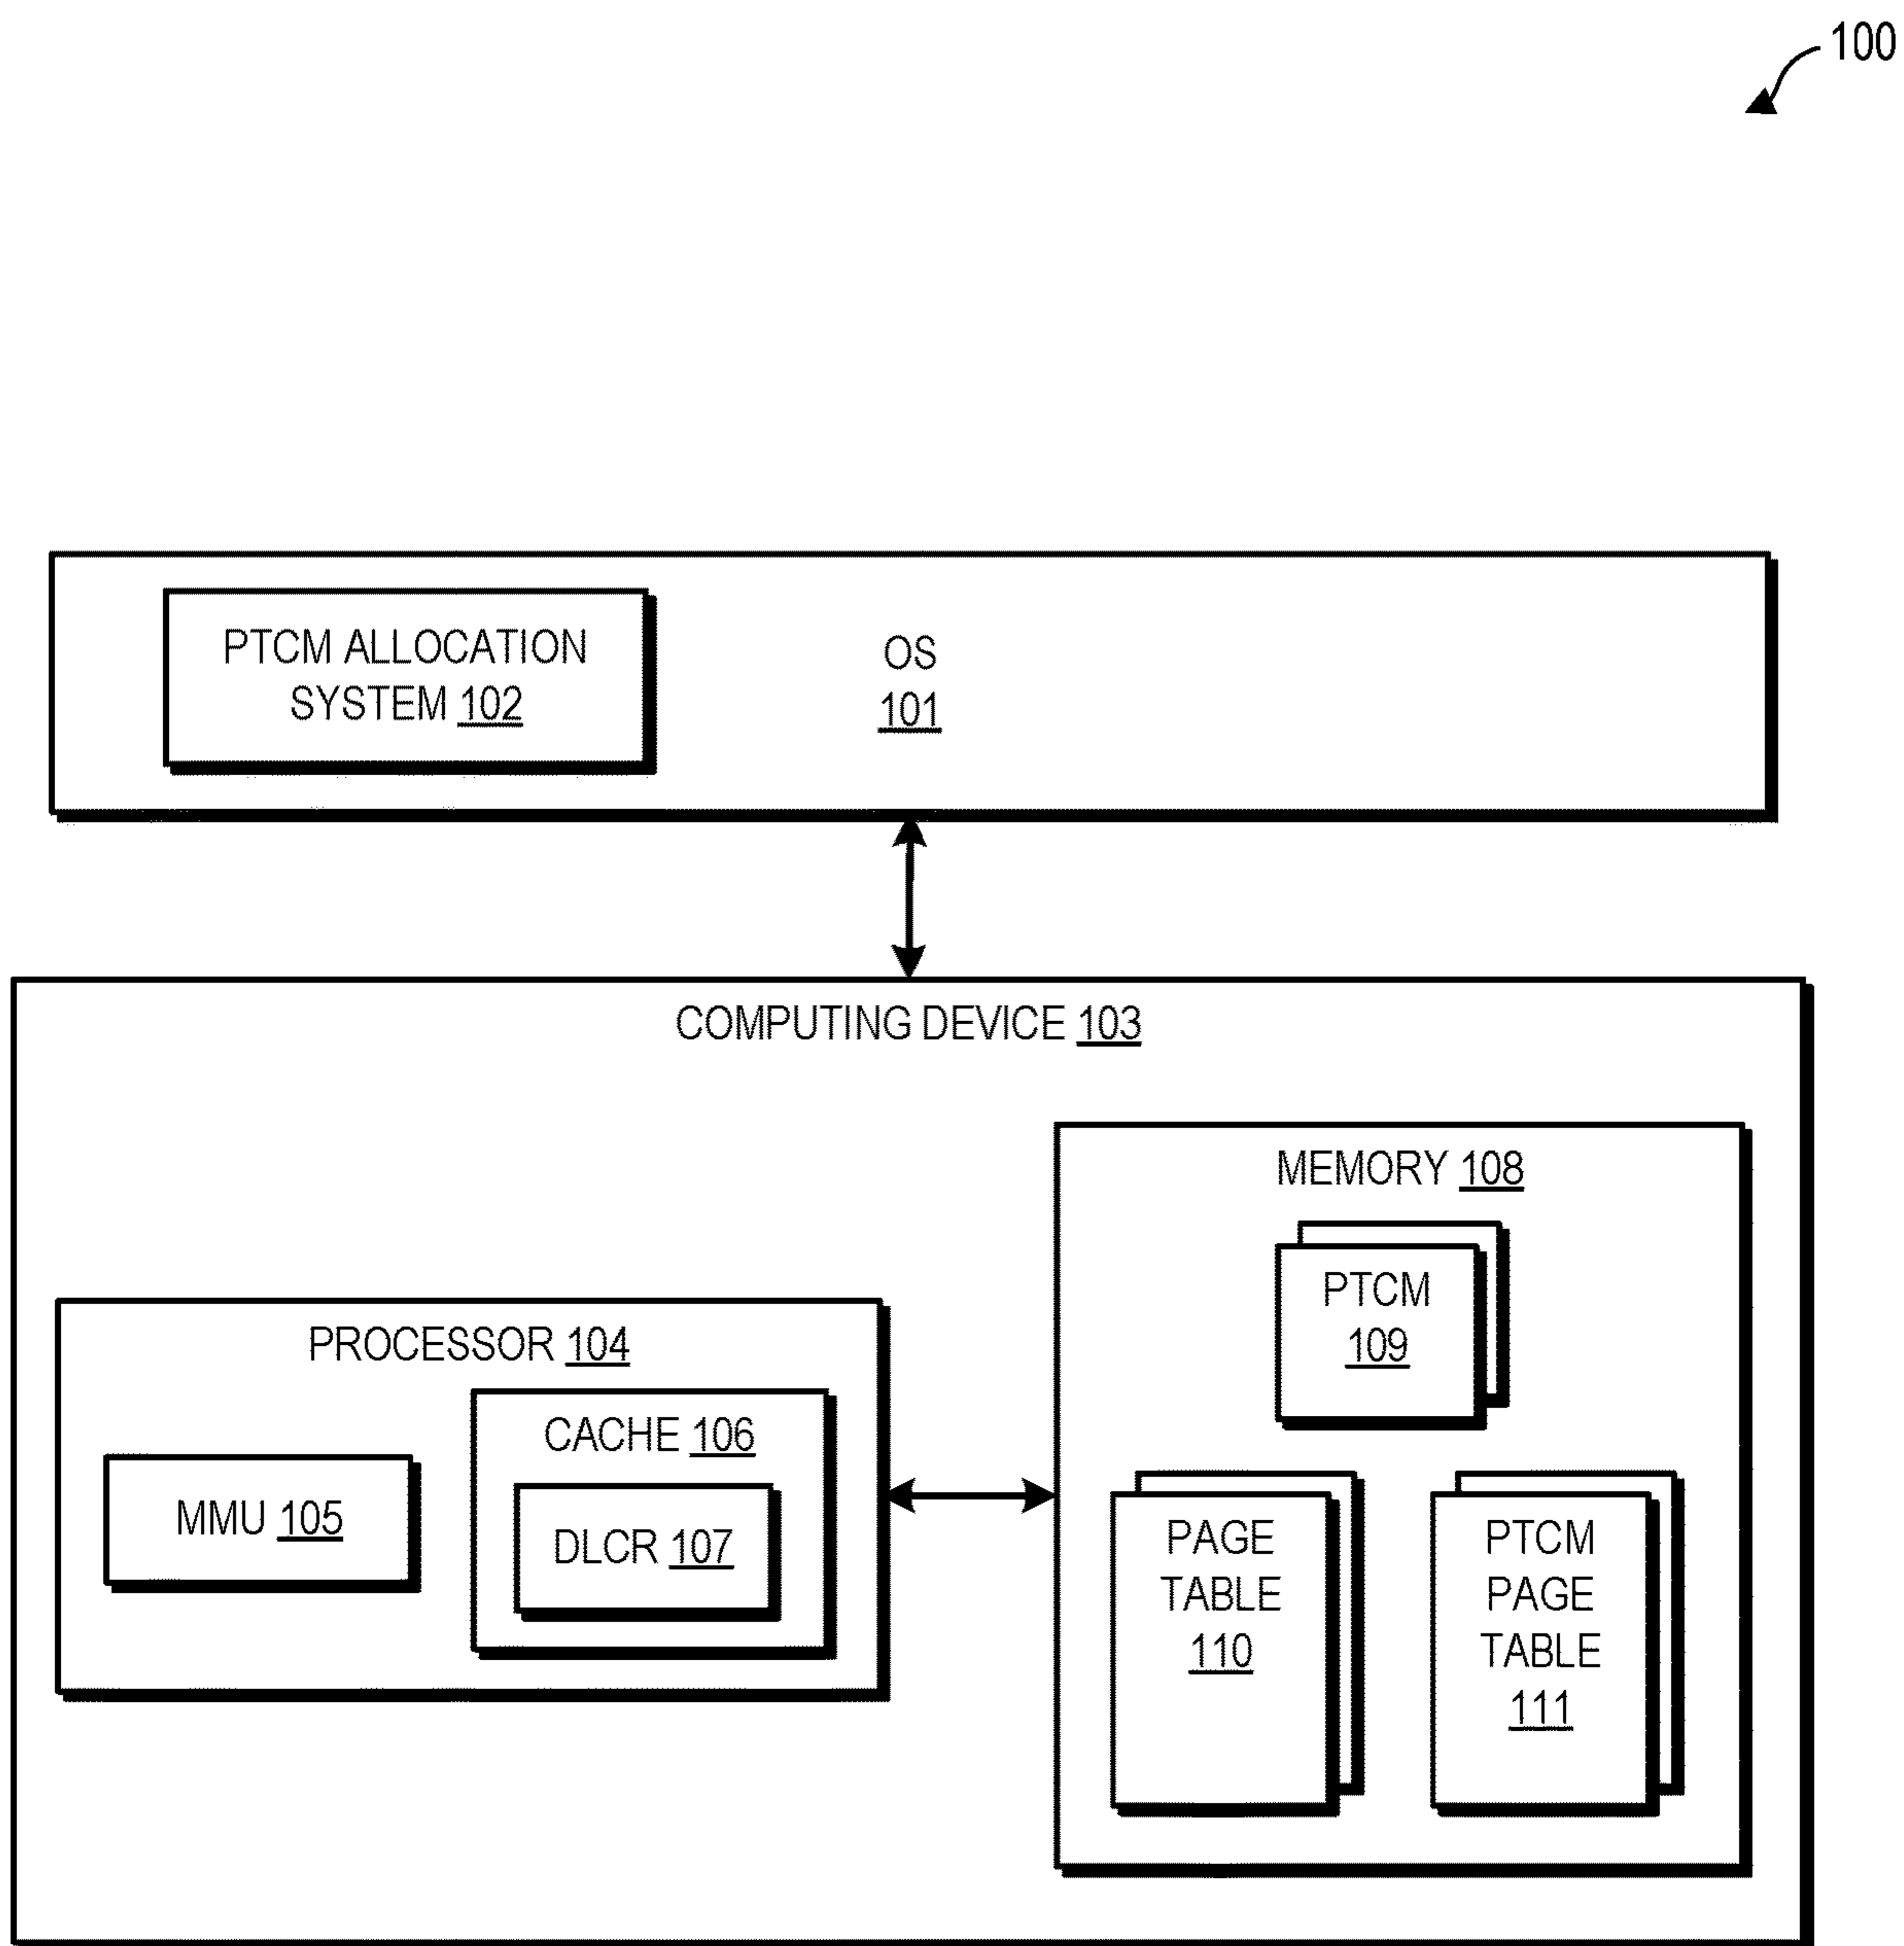 100
PTCM ALLOCATION
SYSTEM 102
OS
101
COMPUTING DEVICE 103
MEMORY 108
PTCM
109
PROCESSOR 104
CACHE 106
MMU 105
DLCR 107
PAGE
TABLE
110
PTCM
PAGE
TABLE
111